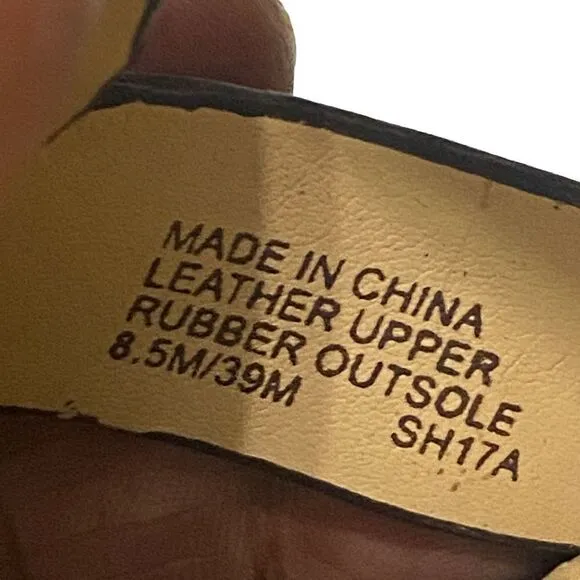 MADE IN CHINA
LEATHER UPPER
RUBBER OUTSOLE
8.5M/39M
SH17A